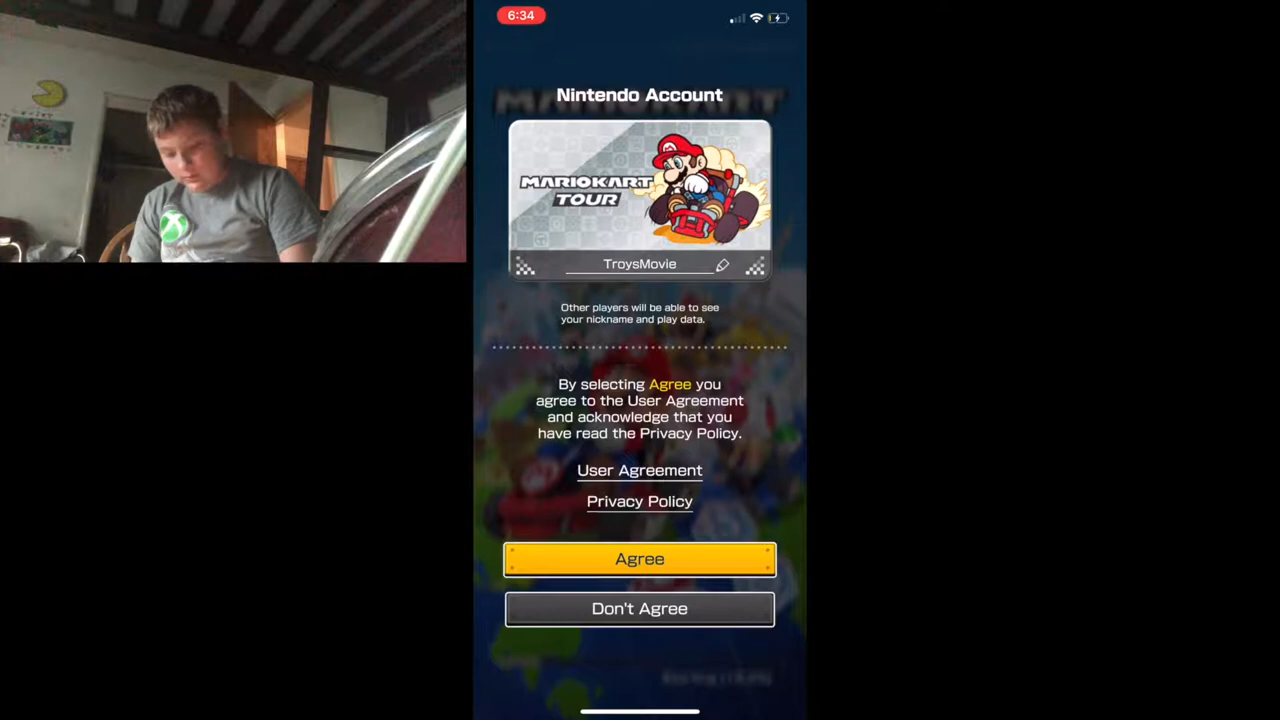 6:34
MARIOKART
Nintendo Account
MARIOKART
TOUR
TroysMovie
Other players will be able to see
your nickname and play data.
By selecting Agree you
agree to the User Agreement
and acknowledge that you
have read the Privacy Policy.
User Agreement
Privacy Policy
Agree
Don't Agree